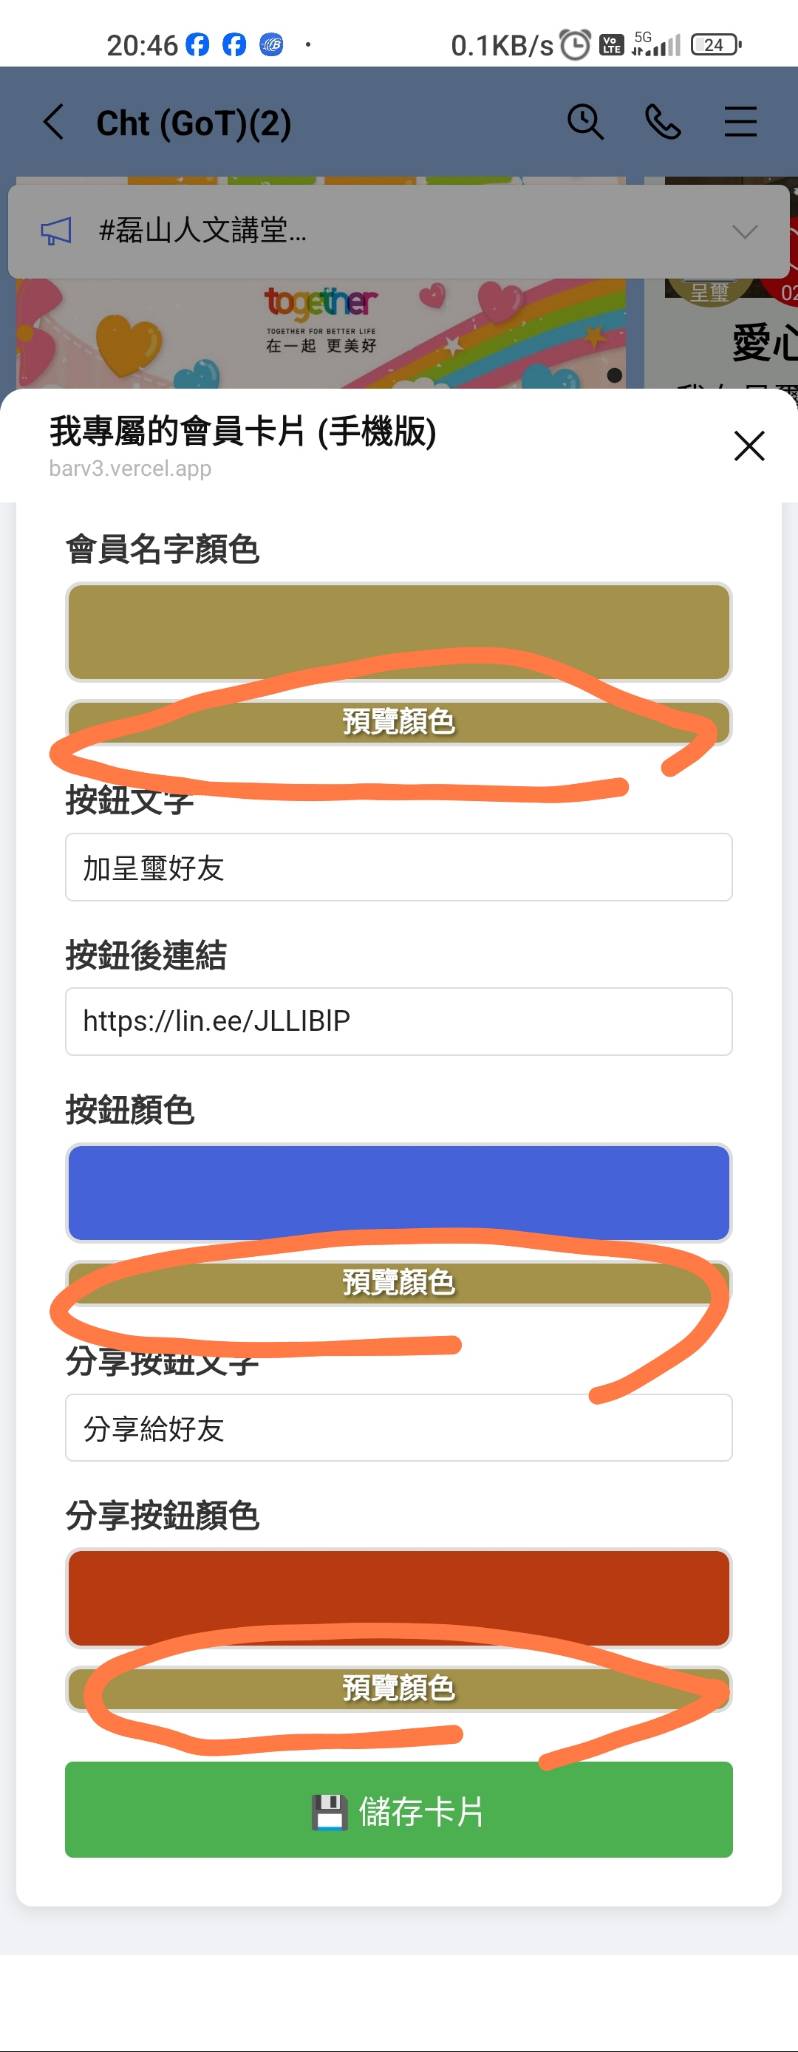 20:46
0.1KB/s
Vo
LTE
5G
24
Cht (GoT)(2)
#磊山人文講堂...
together
TOGETHER FOR BETTER LIFE
在一起 更美好
呈璽
02
愛心
我專屬的會員卡片 (手機版)
barv3.vercel.app
會員名字顏色
預覽顏色
按鈕文字
加呈璽好友
按鈕後連結
https://lin.ee/JLLIBlP
按鈕顏色
預覽顏色
分享按鈕文字
分享給好友
分享按鈕顏色
預覽顏色
💾 儲存卡片